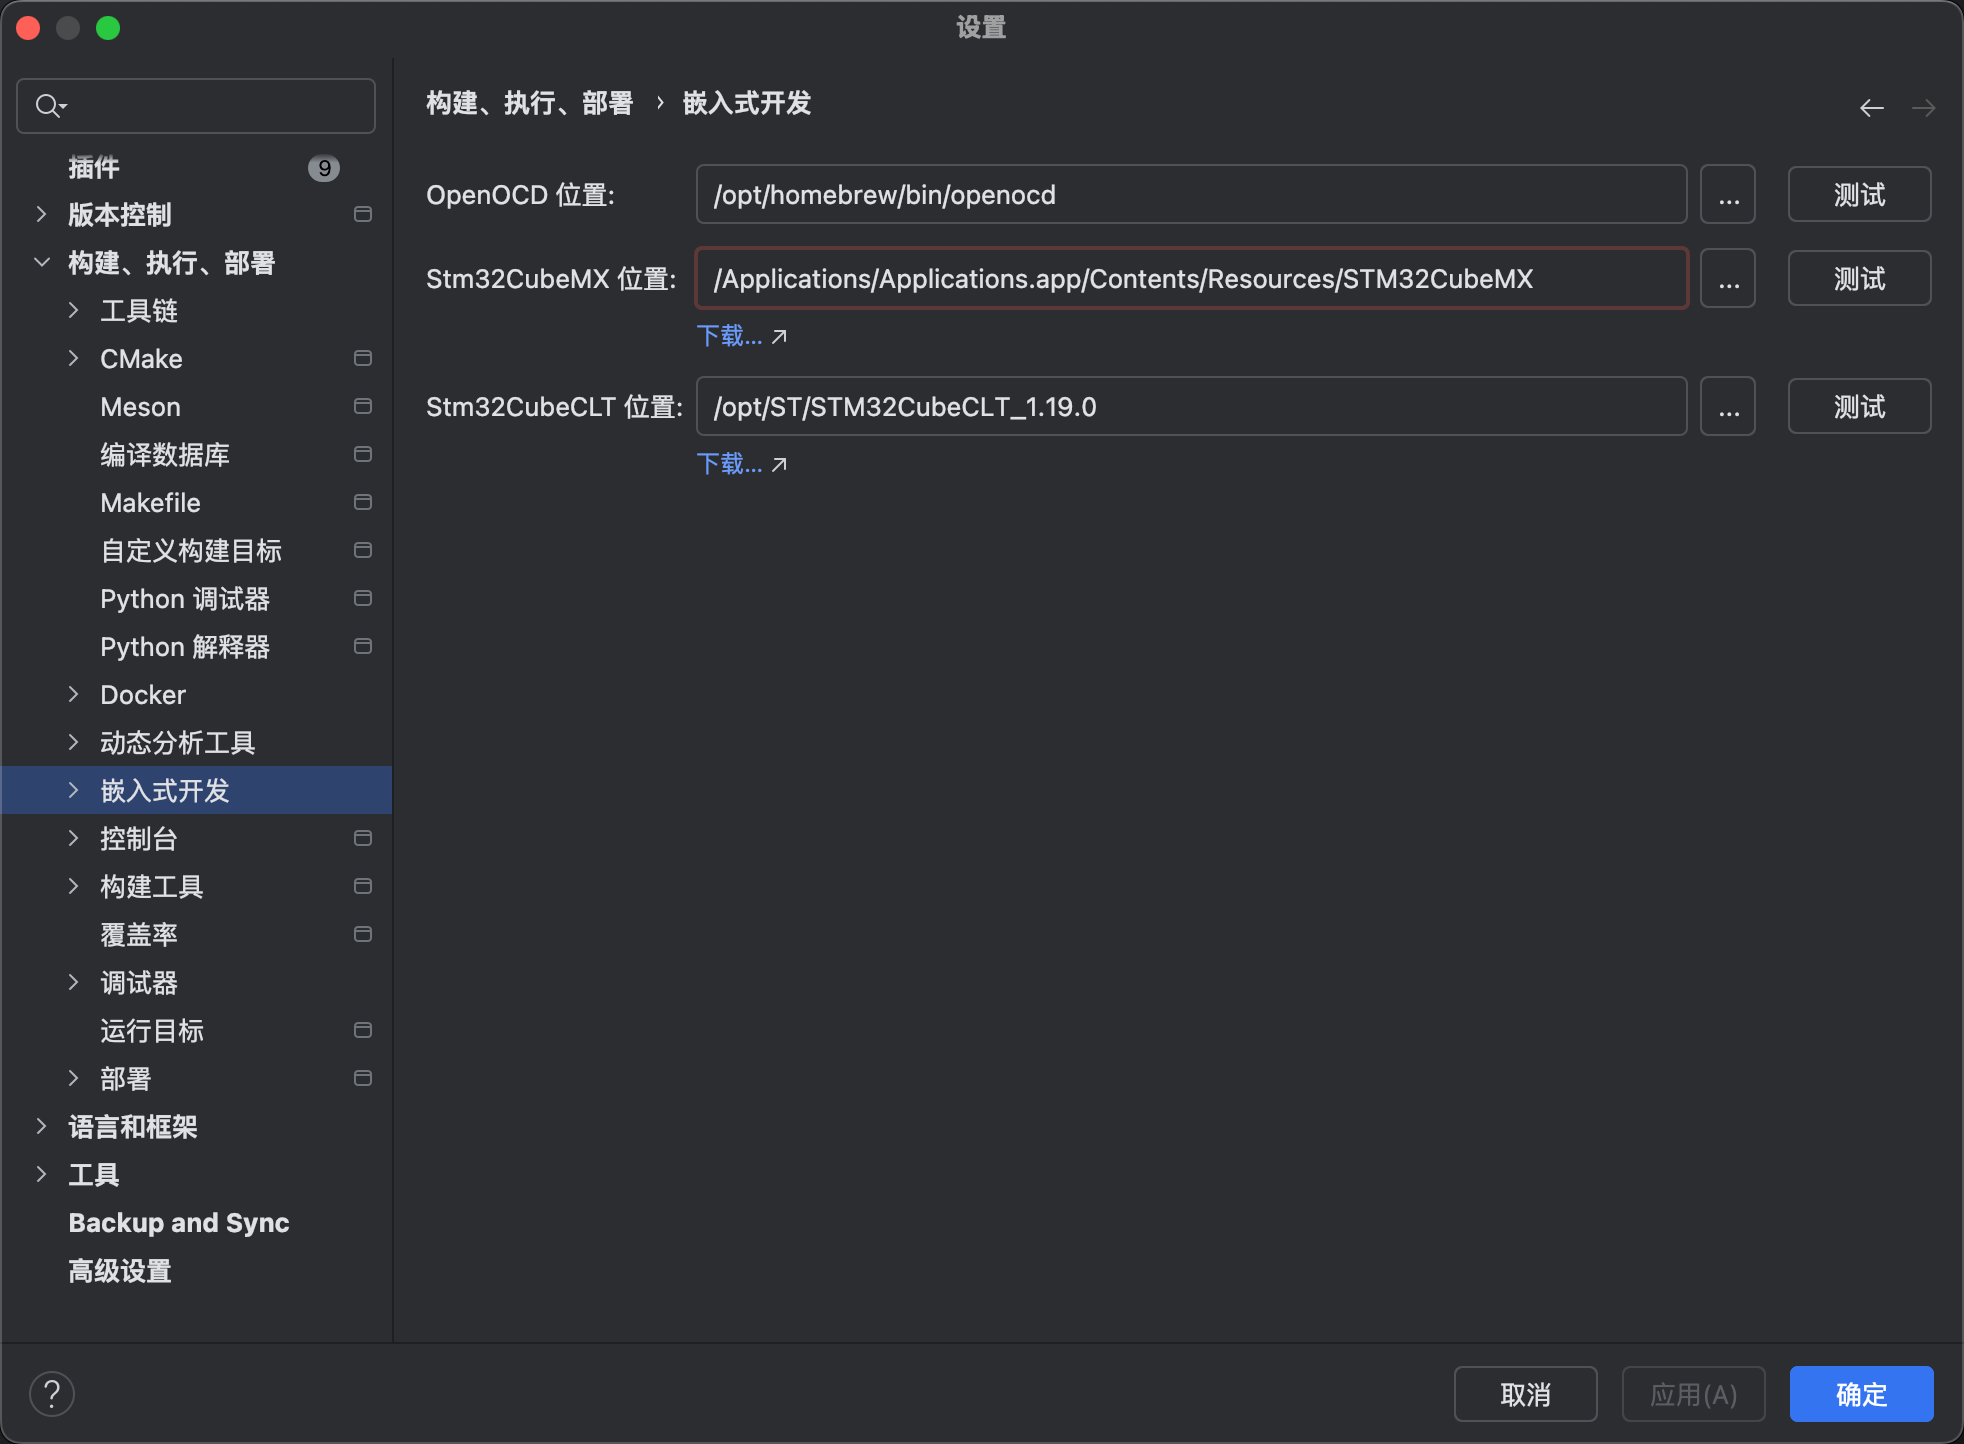 设置
插件 9
版本控制
构建、执行、部署
工具链
CMake
Meson
编译数据库
Makefile
自定义构建目标
Python 调试器
Python 解释器
Docker
动态分析工具
嵌入式开发
控制台
构建工具
覆盖率
调试器
运行目标
部署
语言和框架
工具
Backup and Sync
高级设置
构建、执行、部署 › 嵌入式开发
OpenOCD 位置: /opt/homebrew/bin/openocd ... 测试
Stm32CubeMX 位置: /Applications/Applications.app/Contents/Resources/STM32CubeMX ... 测试
下载... ↗
Stm32CubeCLT 位置: /opt/ST/STM32CubeCLT_1.19.0 ... 测试
下载... ↗
? 取消 应用(A) 确定